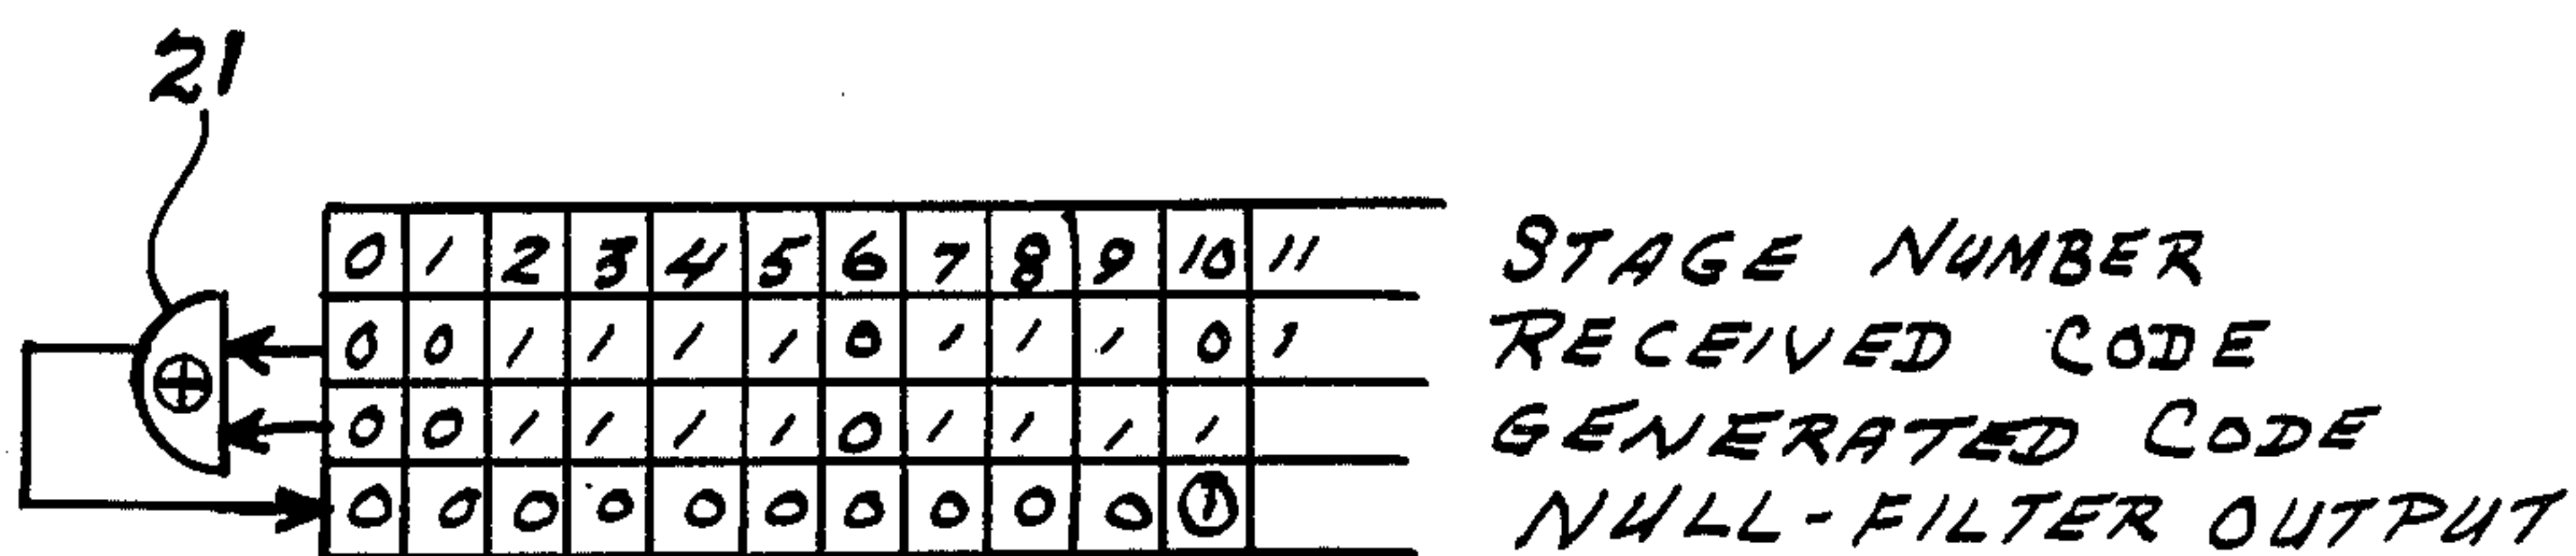 21
0 1 2 3 4 5 6 7 8 9 10 11 STAGE NUMBER
0 0 1 1 1 1 0 1 1 1 0 1 RECEIVED CODE
⊕ 0 0 1 1 1 1 0 1 1 1 1 GENERATED CODE
0 0 0 0 0 0 0 0 0 0 1 NULL-FILTER OUTPUT